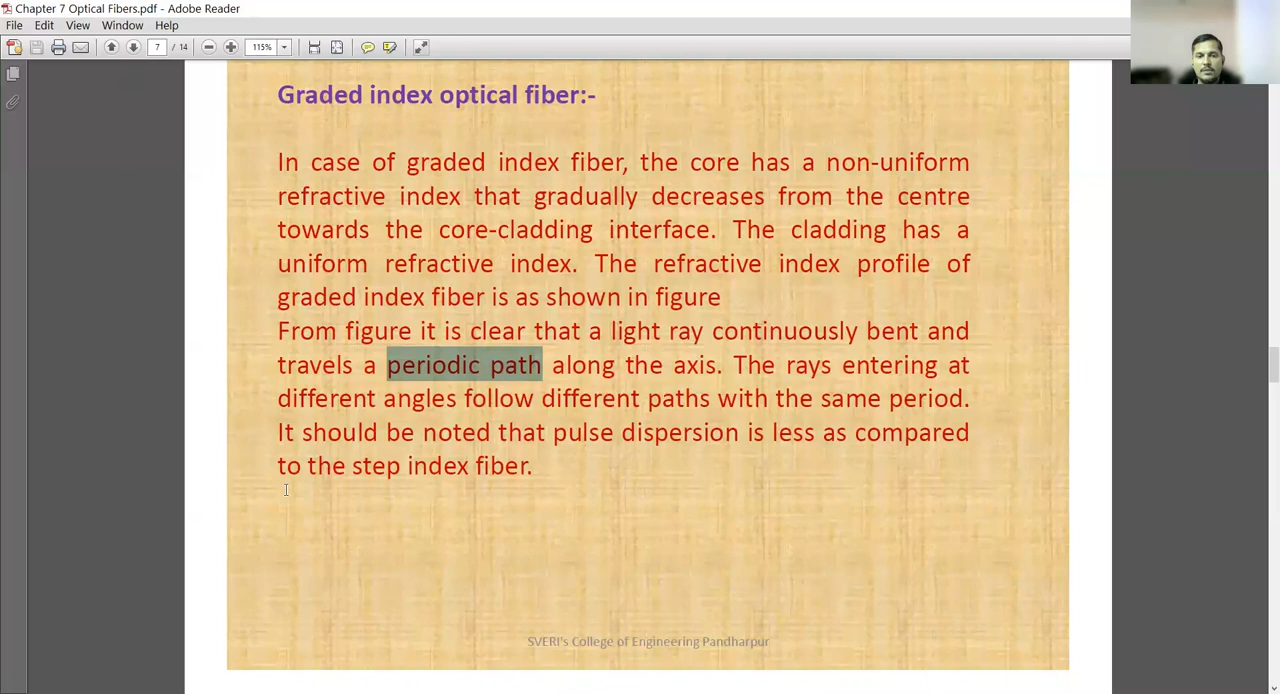 Chapter 7 Optical Fibers.pdf - Adobe Reader
File Edit View Window Help
7 / 14 115%
Graded index optical fiber:-
In case of graded index fiber, the core has a non-uniform
refractive index that gradually decreases from the centre
towards the core-cladding interface. The cladding has a
uniform refractive index. The refractive index profile of
graded index fiber is as shown in figure
From figure it is clear that a light ray continuously bent and
travels a periodic path along the axis. The rays entering at
different angles follow different paths with the same period.
It should be noted that pulse dispersion is less as compared
to the step index fiber.
SVERI's College of Engineering Pandharpur